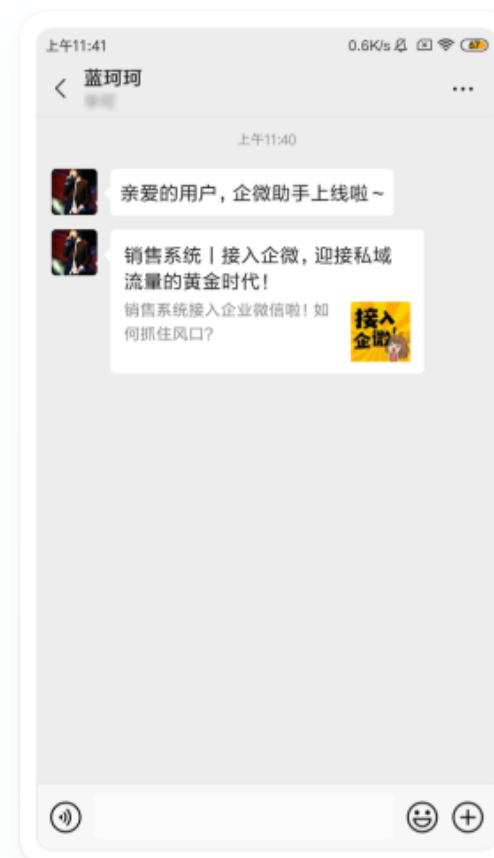 上午11:41
0.6K/s
67
蓝珂珂
上午11:40
亲爱的用户，企微助手上线啦～
销售系统丨接入企微，迎接私域
流量的黄金时代！
销售系统接入企业微信啦！如
何抓住风口？
接入
企微!